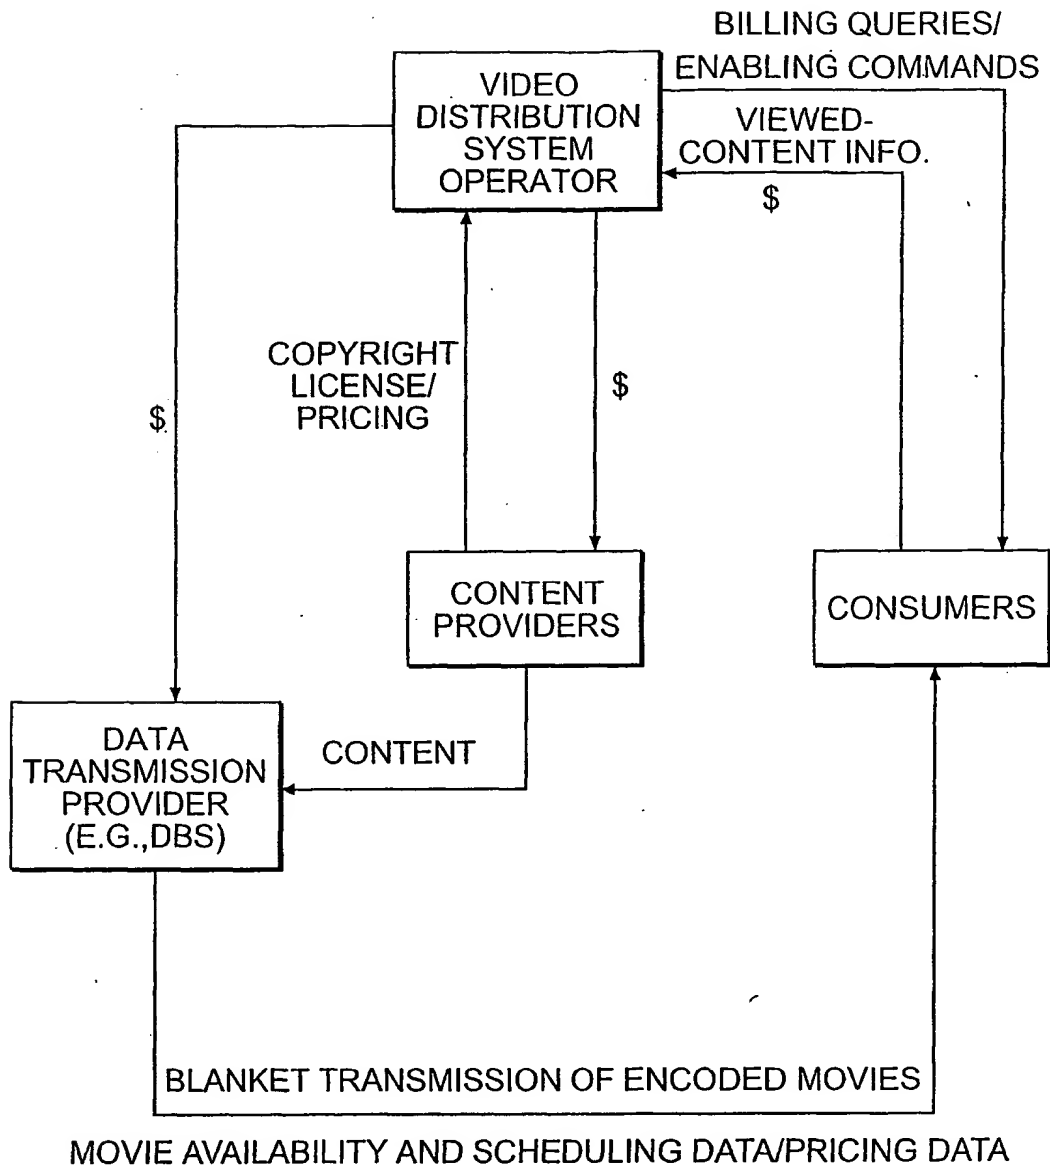 BILLING QUERIES/
ENABLING COMMANDS
VIDEO
DISTRIBUTION
SYSTEM
OPERATOR
VIEWED-
CONTENT INFO.
$
COPYRIGHT
LICENSE/
PRICING
$
$
CONTENT
PROVIDERS
CONSUMERS
DATA
TRANSMISSION
PROVIDER
(E.G.,DBS)
CONTENT
BLANKET TRANSMISSION OF ENCODED MOVIES
MOVIE AVAILABILITY AND SCHEDULING DATA/PRICING DATA